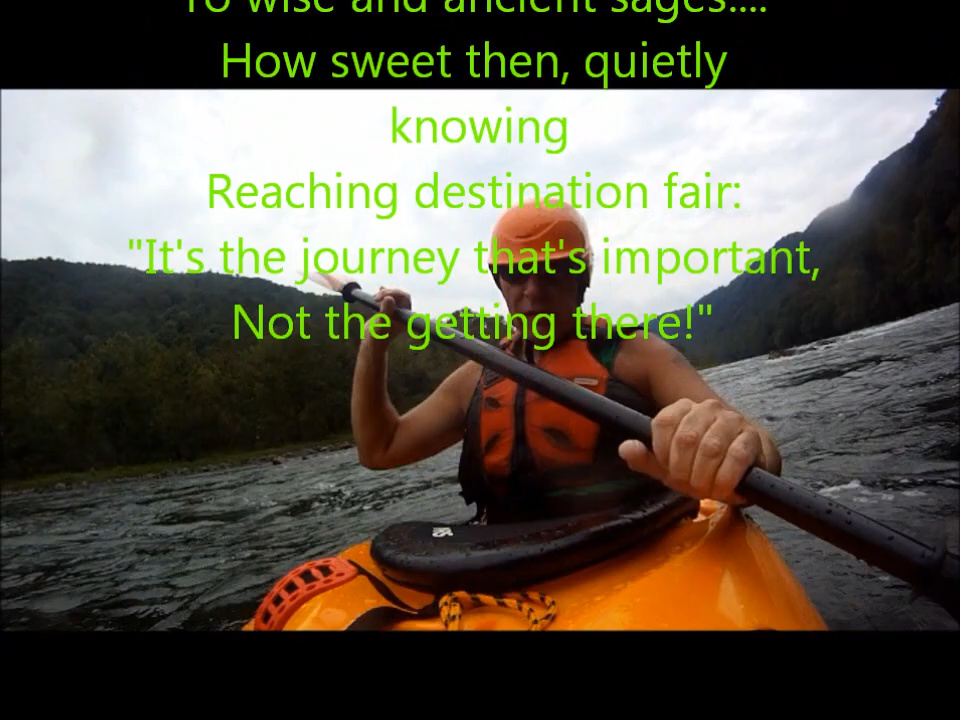 To wise and ancient sages....
How sweet then, quietly
knowing
Reaching destination fair:
"It's the journey that's important,
Not the getting there!"